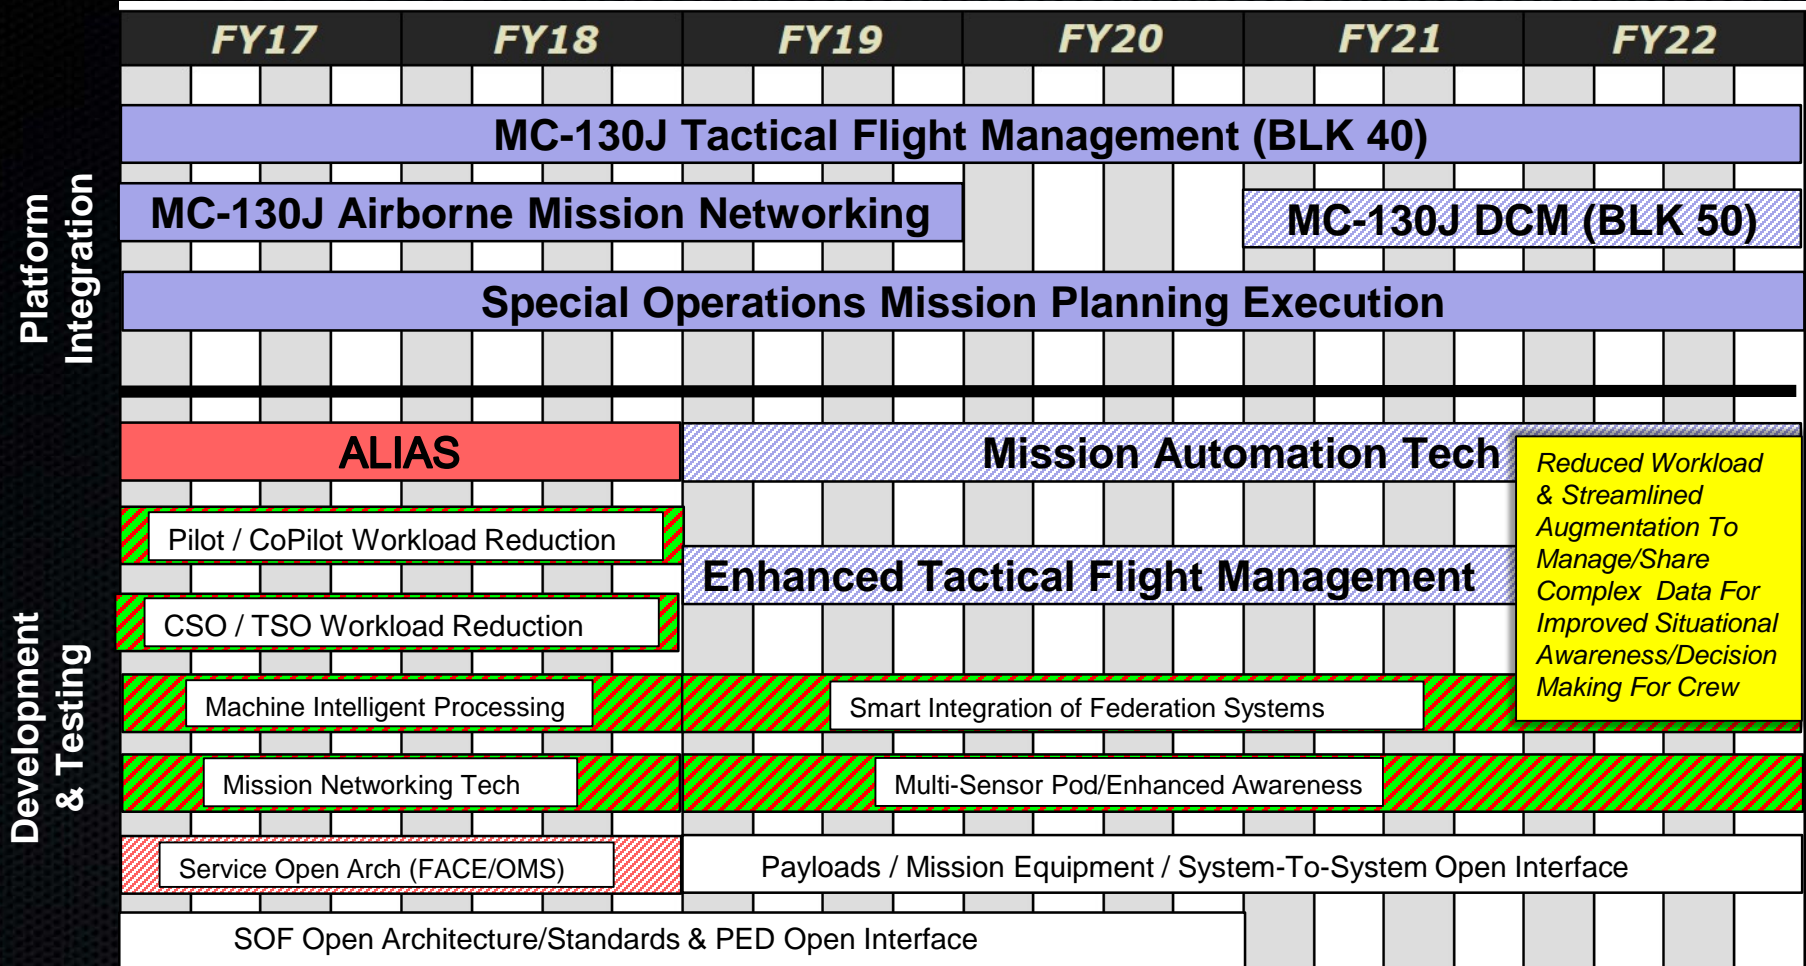 FY17 FY18 FY19 FY20 FY21 FY22
Platform
Integration
MC-130J Tactical Flight Management (BLK 40)
MC-130J Airborne Mission Networking
MC-130J DCM (BLK 50)
Special Operations Mission Planning Execution
Development
& Testing
ALIAS
Mission Automation Tech
Pilot / CoPilot Workload Reduction
Enhanced Tactical Flight Management
CSO / TSO Workload Reduction
Reduced Workload
& Streamlined
Augmentation To
Manage/Share
Complex Data For
Improved Situational
Awareness/Decision
Making For Crew
Machine Intelligent Processing
Smart Integration of Federation Systems
Mission Networking Tech
Multi-Sensor Pod/Enhanced Awareness
Service Open Arch (FACE/OMS)
Payloads / Mission Equipment / System-To-System Open Interface
SOF Open Architecture/Standards & PED Open Interface